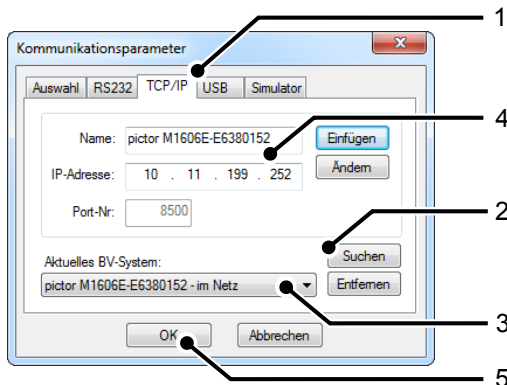 1
Kommunikationsparameter
Auswahl RS232 TCP/IP USB Simulator
4
Name: pictor M1606E-E6380152 Einfügen
IP-Adresse: 10 . 11 . 199 . 252 Ändern
Port-Nr: 8500
2
Suchen
Aktuelles BV-System:
pictor M1606E-E6380152 - im Netz Entfernen
3
OK Abbrechen
5